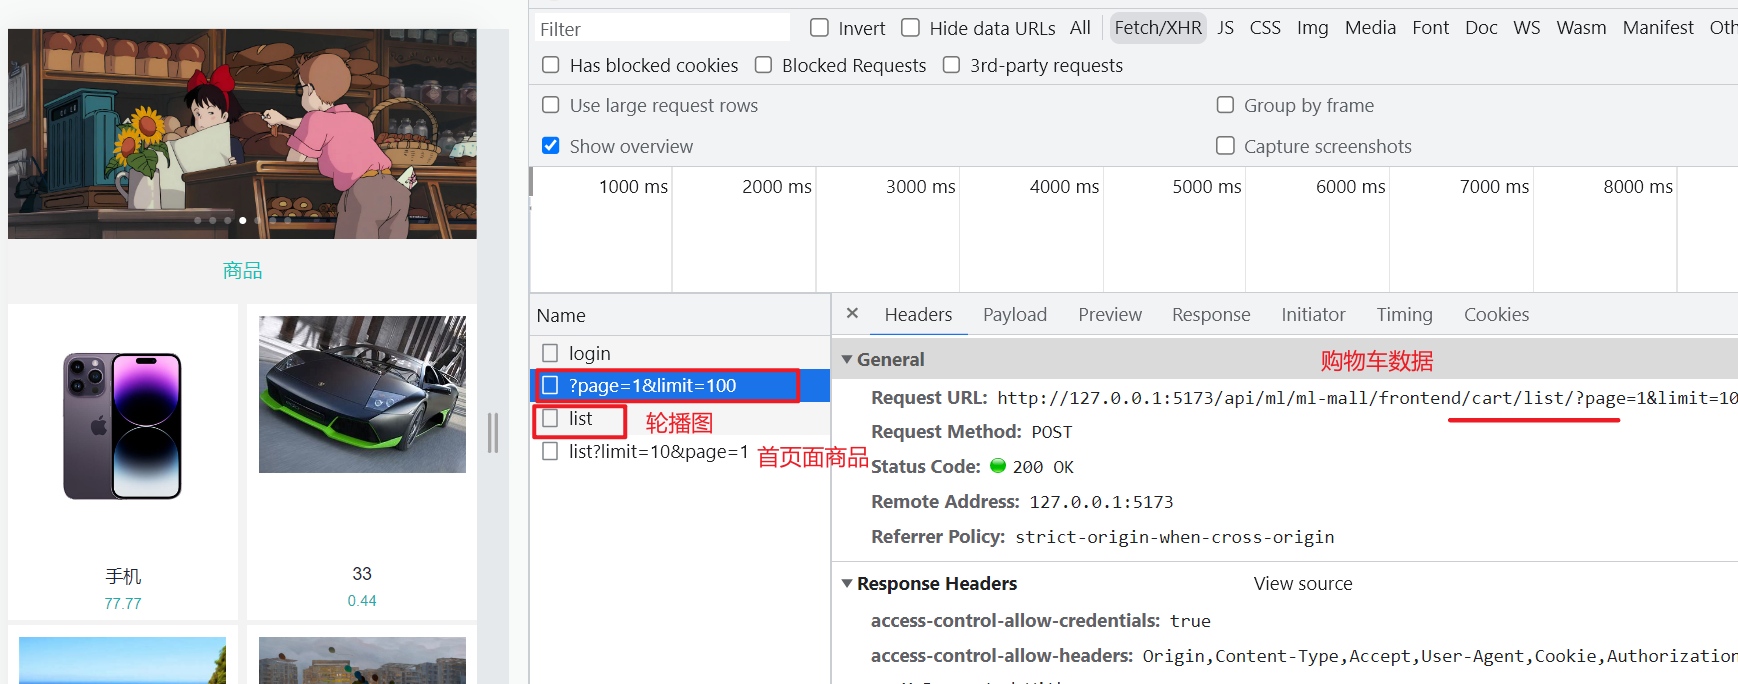 商品
手机
77.77
33
0.44
Filter
Invert
Hide data URLs
All
Fetch/XHR
JS
CSS
Img
Media
Font
Doc
WS
Wasm
Manifest
Oth
Has blocked cookies
Blocked Requests
3rd-party requests
Use large request rows
Group by frame
Show overview
Capture screenshots
1000 ms
2000 ms
3000 ms
4000 ms
5000 ms
6000 ms
7000 ms
8000 ms
Name
login
?page=1&limit=100
list
轮播图
list?limit=10&page=1
首页面商品
Headers
Payload
Preview
Response
Initiator
Timing
Cookies
General
购物车数据
Request URL: http://127.0.0.1:5173/api/ml/ml-mall/frontend/cart/list/?page=1&limit=10
Request Method: POST
Status Code: 200 OK
Remote Address: 127.0.0.1:5173
Referrer Policy: strict-origin-when-cross-origin
Response Headers
View source
access-control-allow-credentials: true
access-control-allow-headers: Origin,Content-Type,Accept,User-Agent,Cookie,Authorization